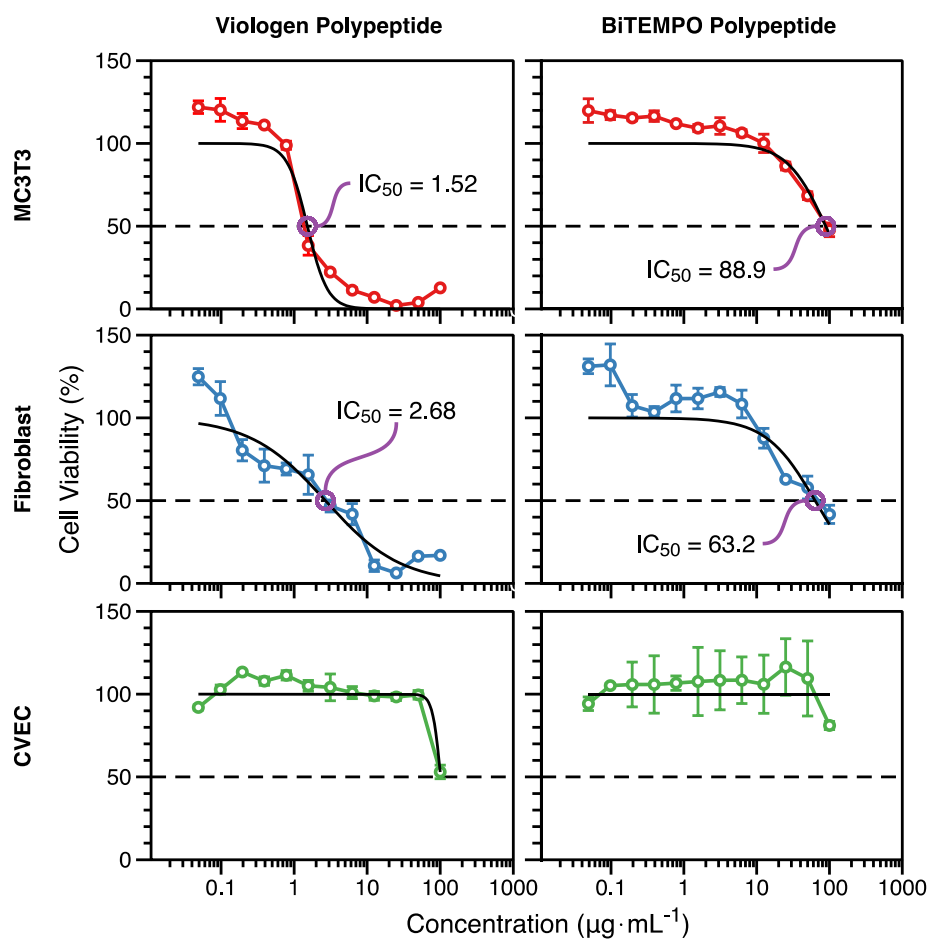 Viologen Polypeptide
BiTEMPO Polypeptide
MC3T3
150
100
50
0
IC50 = 1.52
IC50 = 88.9
Fibroblast
Cell Viability (%)
150
100
50
0
IC50 = 2.68
IC50 = 63.2
CVEC
150
100
50
0
0.1 1 10 100 1000
0.1 1 10 100 1000
Concentration (μg·mL⁻¹)